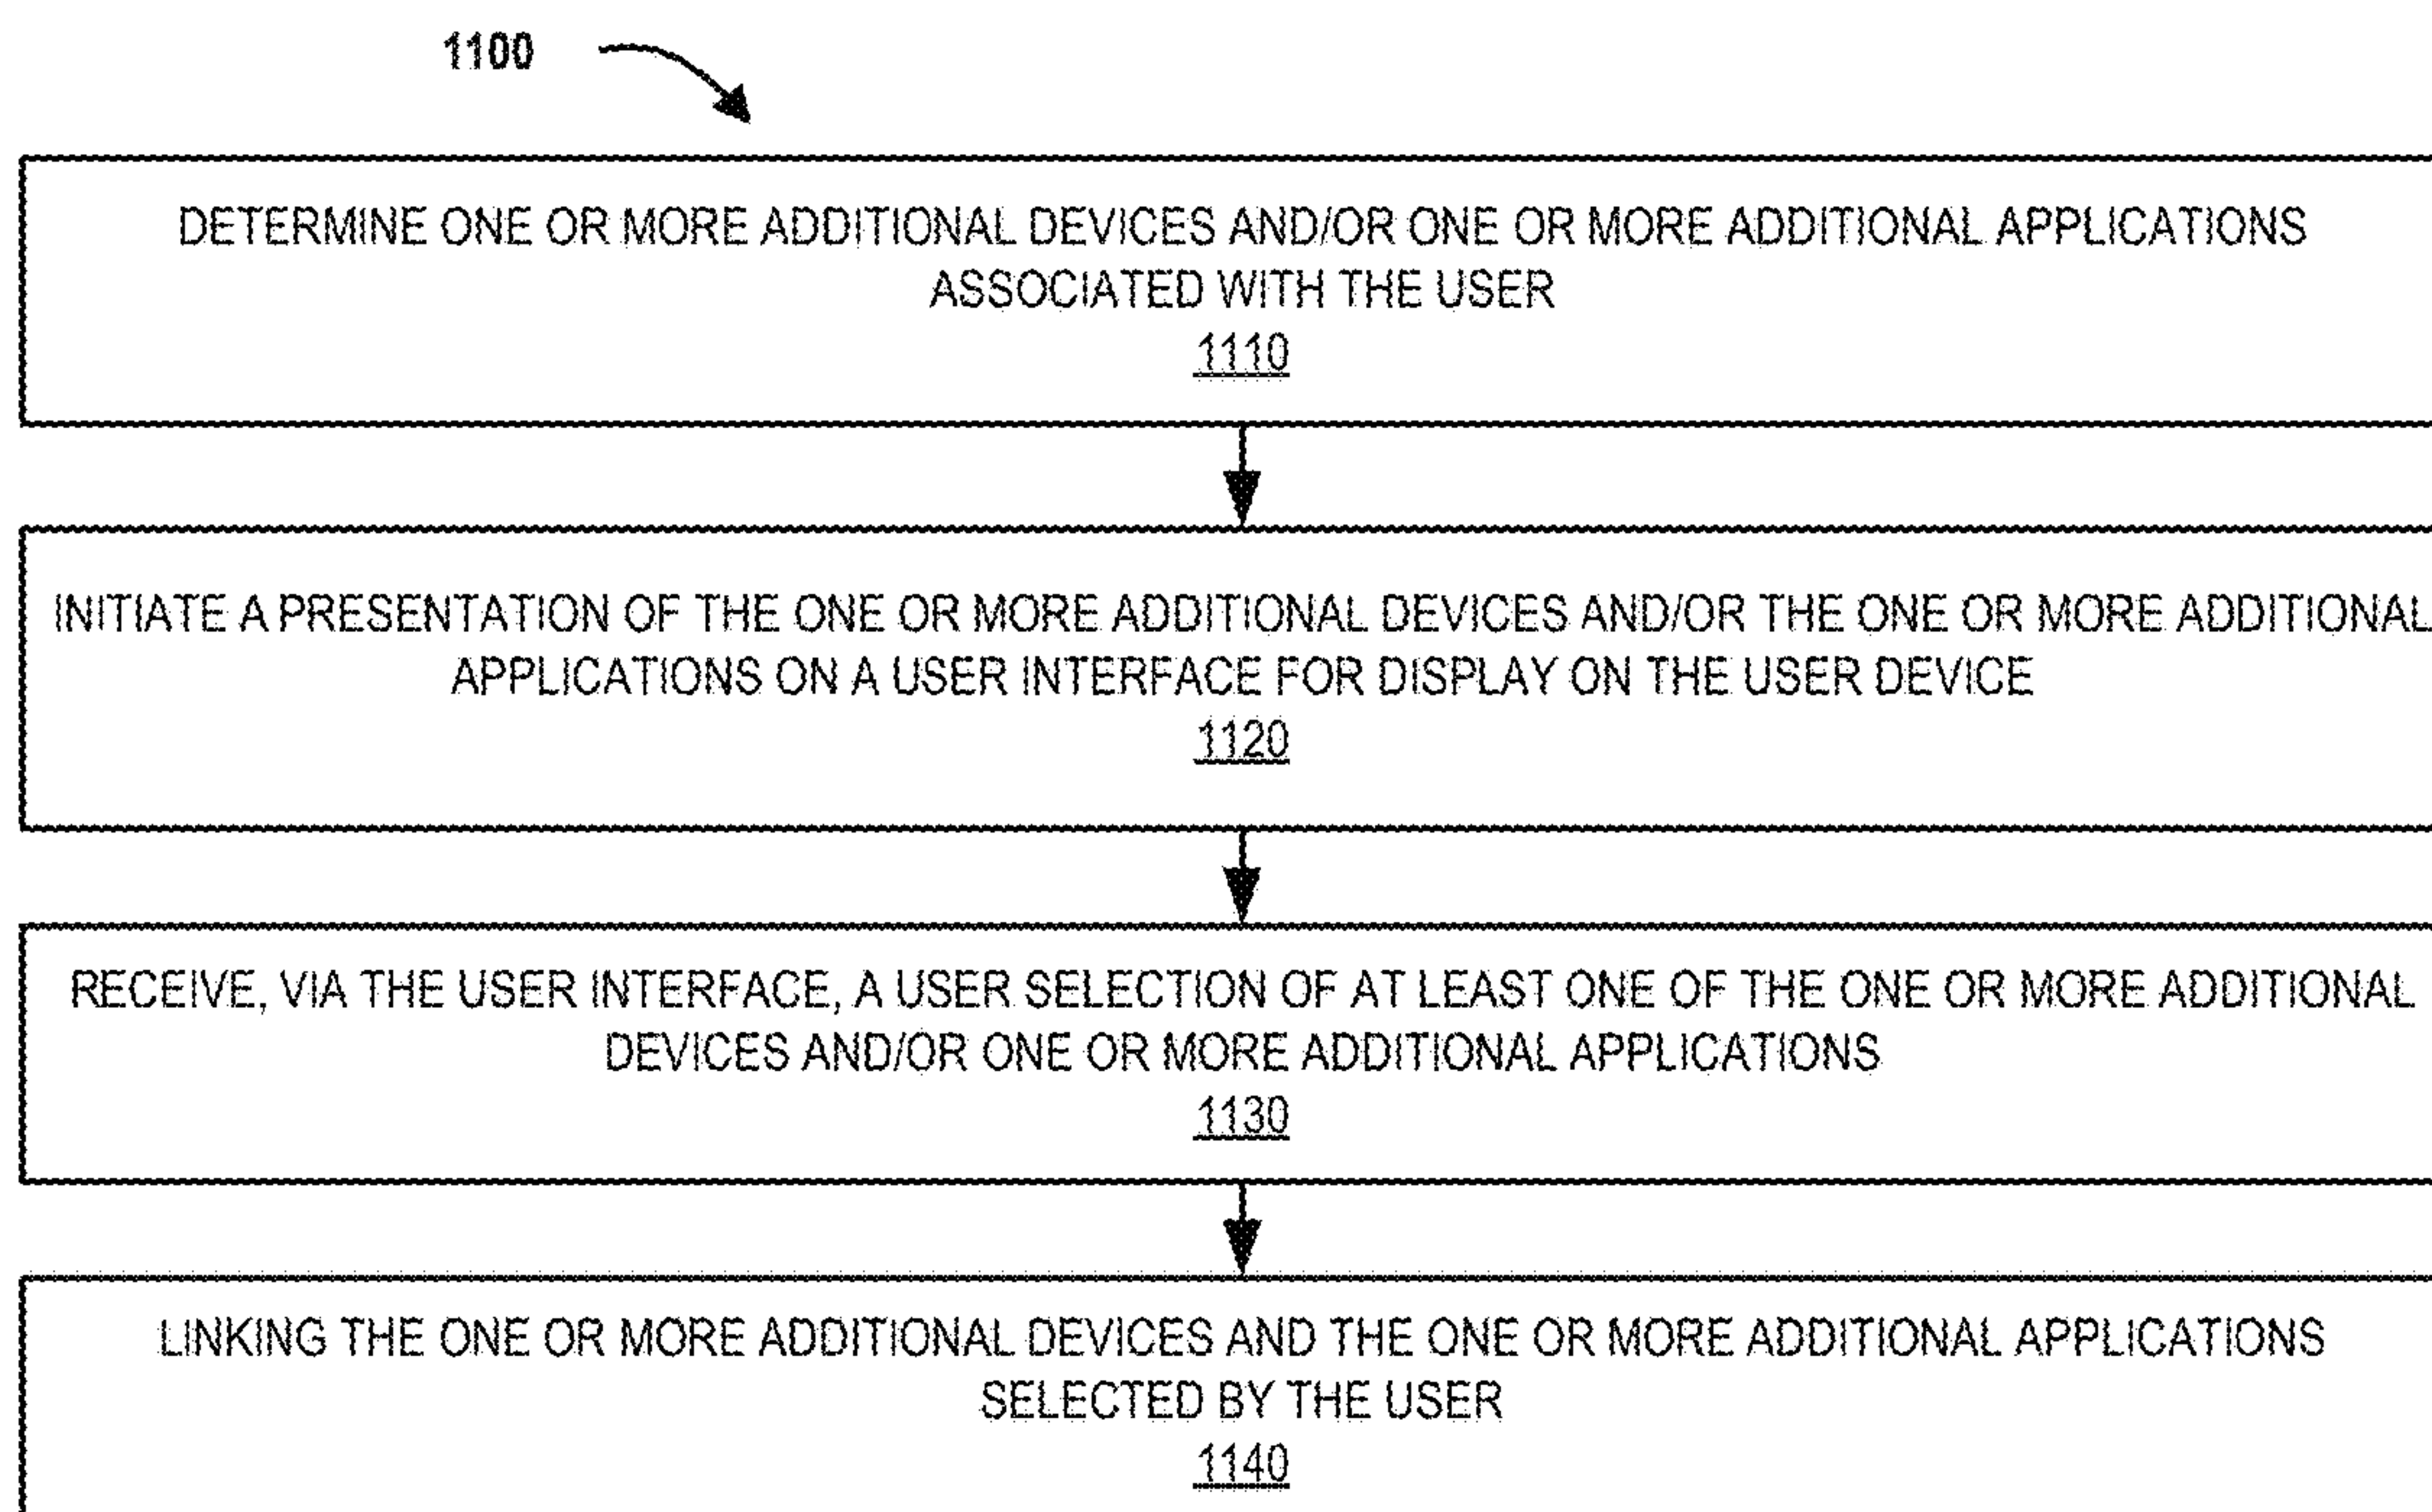 1100
DETERMINE ONE OR MORE ADDITIONAL DEVICES AND/OR ONE OR MORE ADDITIONAL APPLICATIONS
ASSOCIATED WITH THE USER
1110
INITIATE A PRESENTATION OF THE ONE OR MORE ADDITIONAL DEVICES AND/OR THE ONE OR MORE ADDITIONAL
APPLICATIONS ON A USER INTERFACE FOR DISPLAY ON THE USER DEVICE
1120
RECEIVE, VIA THE USER INTERFACE, A USER SELECTION OF AT LEAST ONE OF THE ONE OR MORE ADDITIONAL
DEVICES AND/OR ONE OR MORE ADDITIONAL APPLICATIONS
1130
LINKING THE ONE OR MORE ADDITIONAL DEVICES AND THE ONE OR MORE ADDITIONAL APPLICATIONS
SELECTED BY THE USER
1140